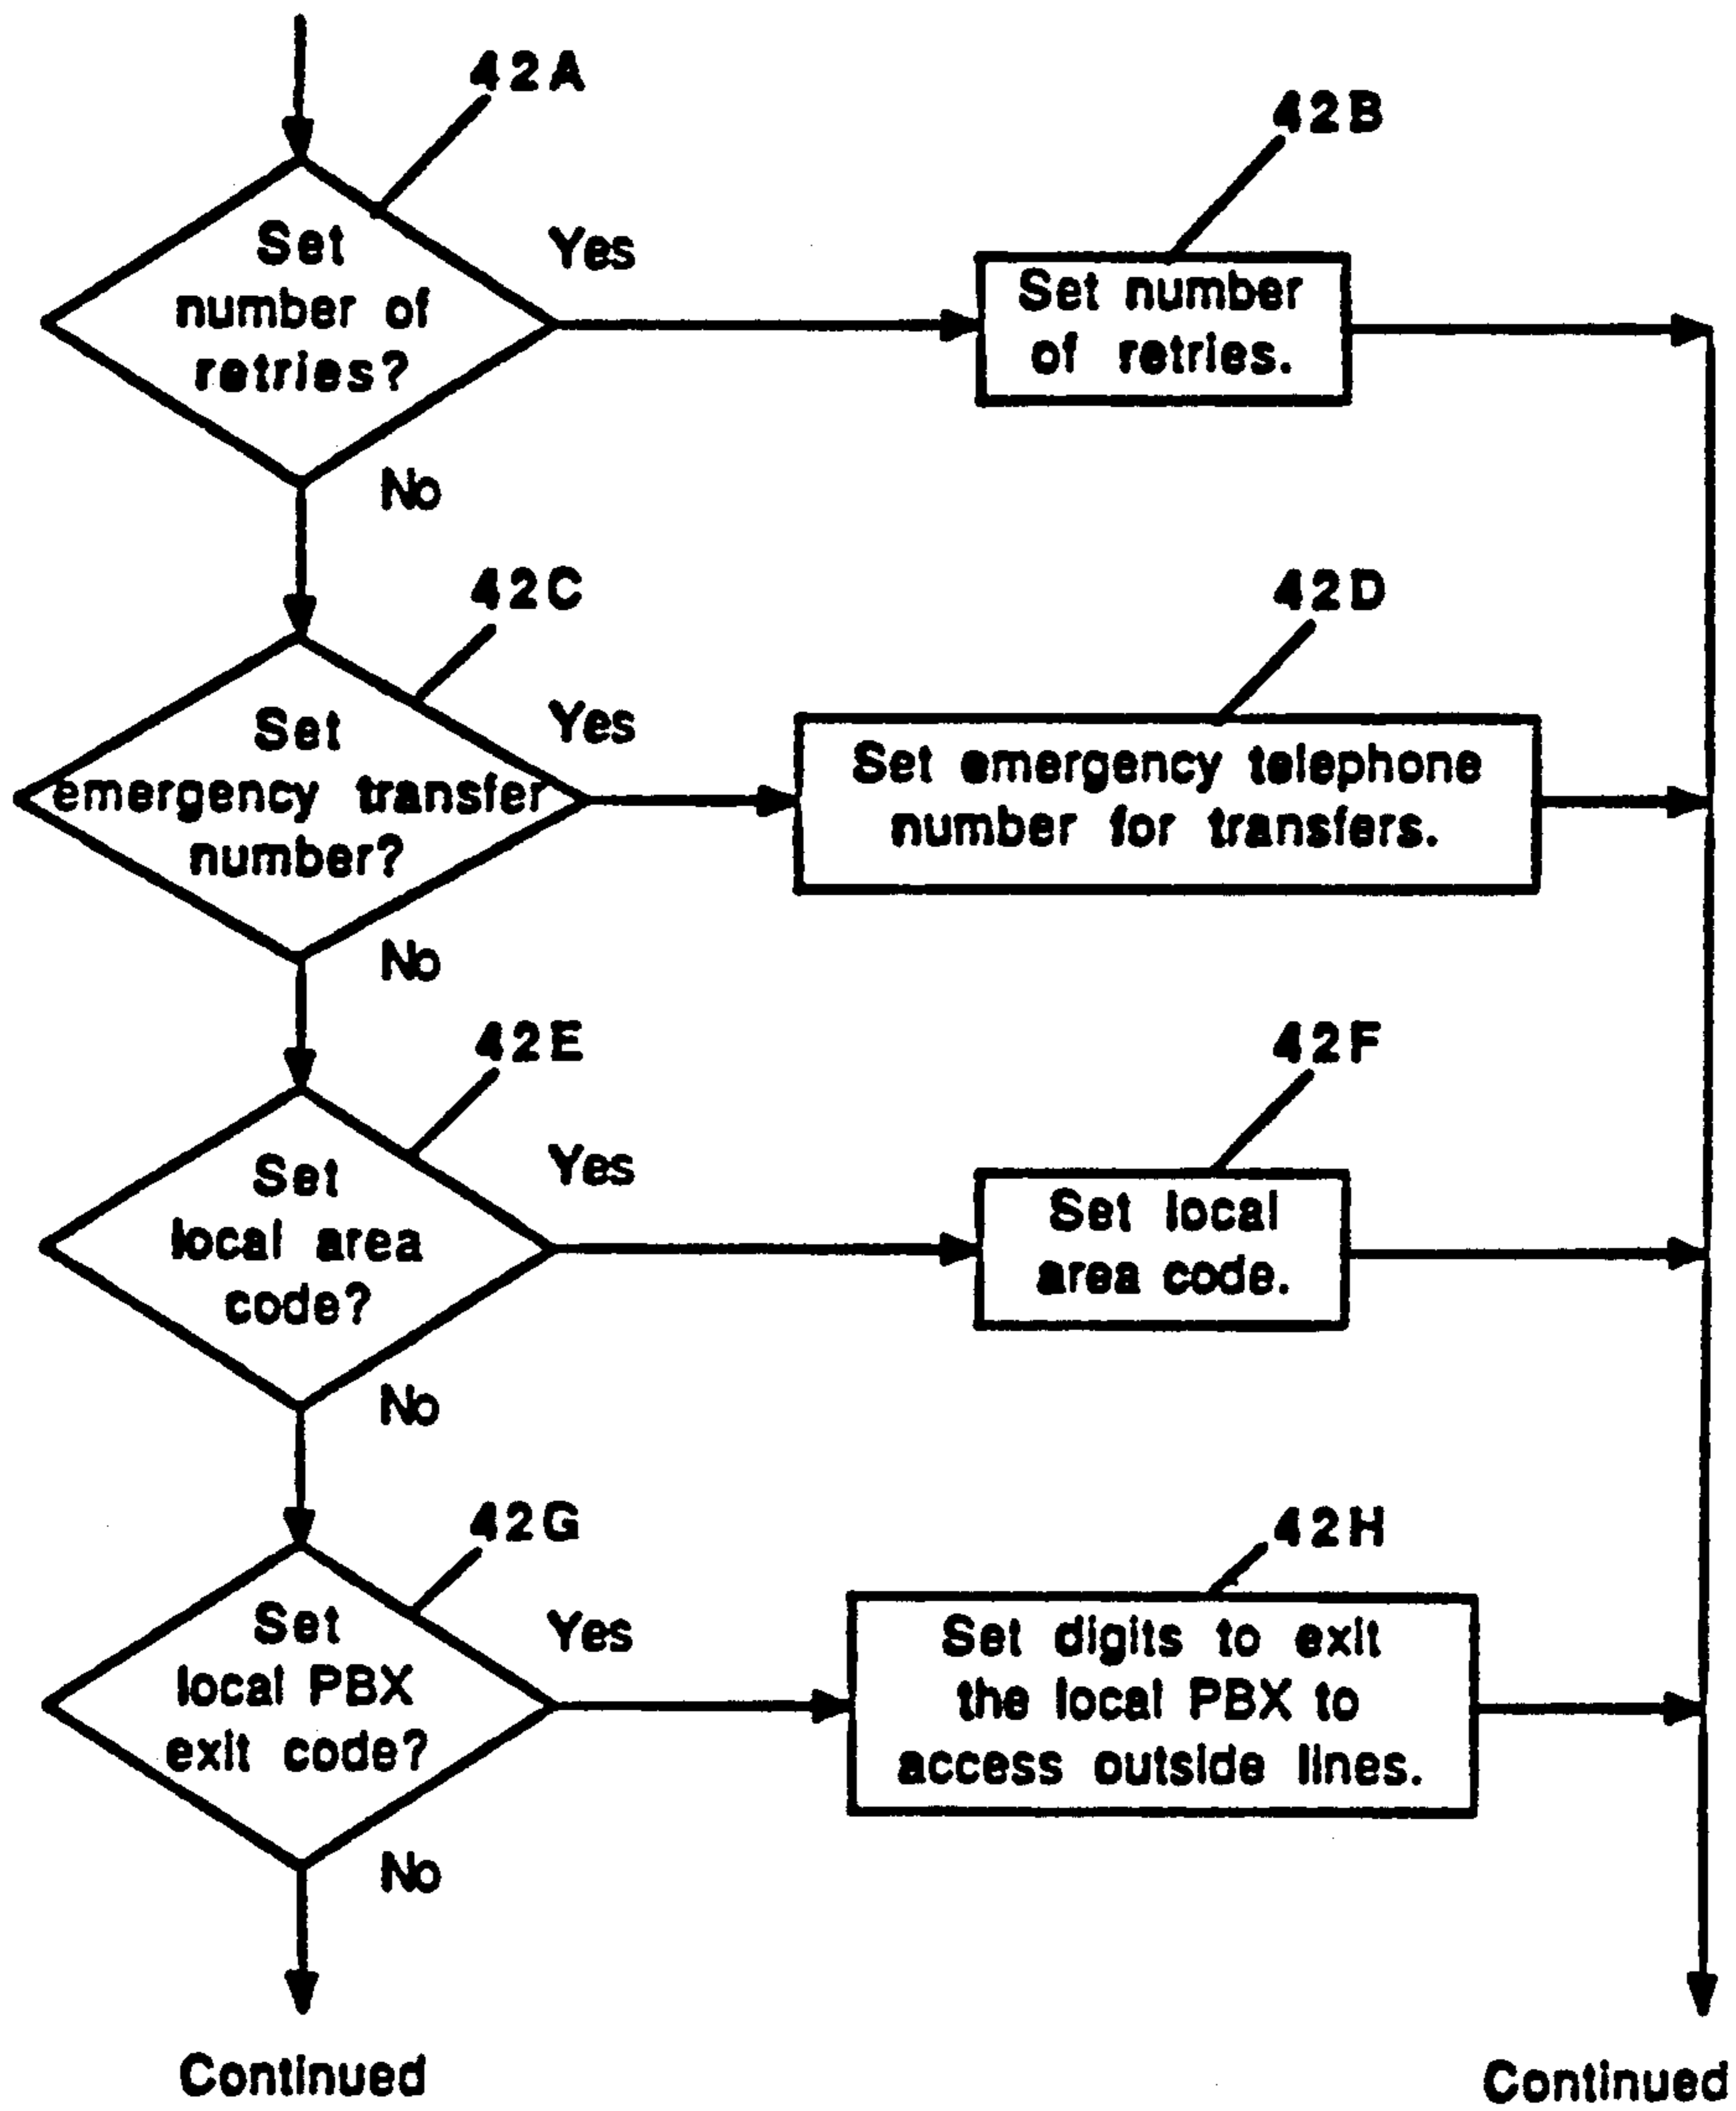 42A
42B
Set
number of
retries?
Yes
Set number
of retries.
No
42C
42D
Set
emergency transfer
number?
Yes
Set emergency telephone
number for transfers.
No
42E
42F
Set
local area
code?
Yes
Set local
area code.
No
42G
42H
Set
local PBX
exit code?
Yes
Set digits to exit
the local PBX to
access outside lines.
No
Continued
Continued